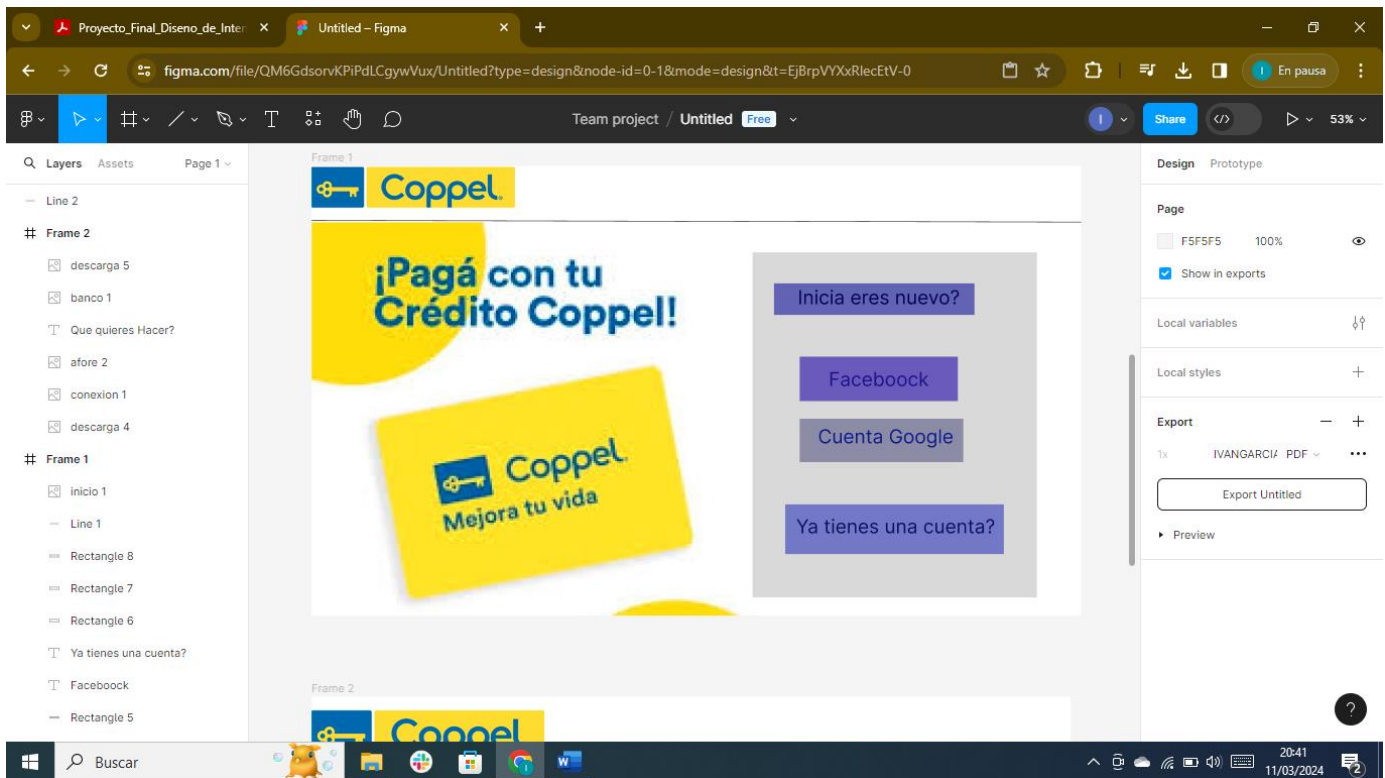 Proyecto_Final_Diseno_de_Inter
Untitled – Figma
figma.com/file/QM6GdsorvKPiPdLCgywVux/Untitled?type=design&node-id=0-1&mode=design&t=EjBrpVYXxRlecEtV-0
I En pausa
Team project / Untitled Free
I
Share
53%
Layers Assets Page 1
Line 2
Frame 2
descarga 5
banco 1
Que quieres Hacer?
afore 2
conexion 1
descarga 4
Frame 1
inicio 1
Line 1
Rectangle 8
Rectangle 7
Rectangle 6
Ya tienes una cuenta?
Faceboock
Rectangle 5
Frame 1
Coppel.
¡Pagá con tu
Crédito Coppel!
Coppel.
Mejora tu vida
Inicia eres nuevo?
Faceboock
Cuenta Google
Ya tienes una cuenta?
Frame 2
Coppel
Design Prototype
Page
F5F5F5 100%
Show in exports
Local variables
Local styles
Export
1x IVANGARCIA PDF
Export Untitled
Preview
?
Buscar
20:41
11/03/2024
2